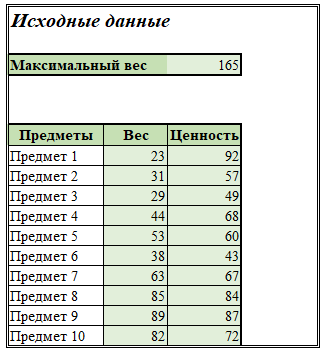 Исходные данные
Максимальный вес 165
Предметы Вес Ценность
Предмет 1 23 92
Предмет 2 31 57
Предмет 3 29 49
Предмет 4 44 68
Предмет 5 53 60
Предмет 6 38 43
Предмет 7 63 67
Предмет 8 85 84
Предмет 9 89 87
Предмет 10 82 72